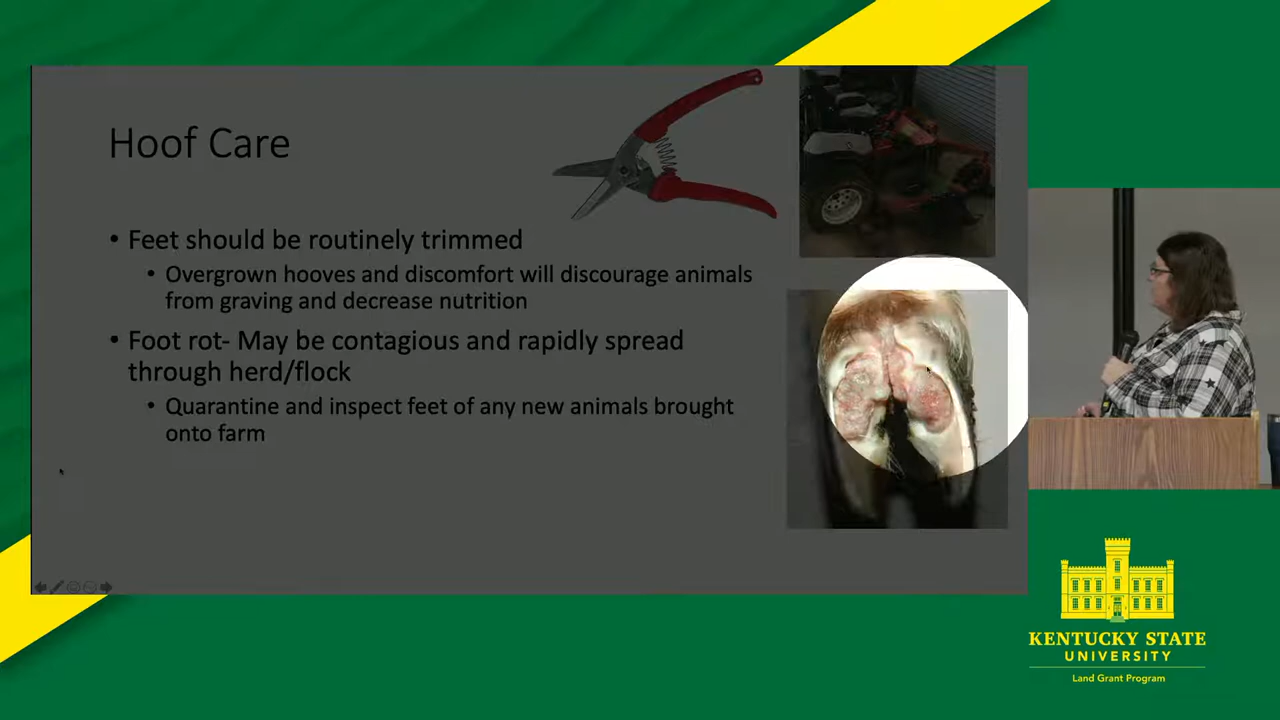 Hoof Care
• Feet should be routinely trimmed
• Overgrown hooves and discomfort will discourage animals
from graving and decrease nutrition
• Foot rot- May be contagious and rapidly spread
through herd/flock
• Quarantine and inspect feet of any new animals brought
onto farm
KENTUCKY STATE
UNIVERSITY
Land Grant Program